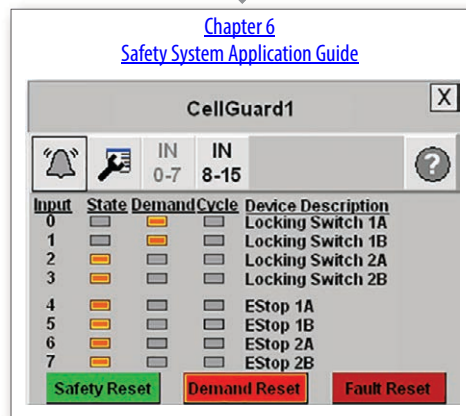 Chapter 6
Safety System Application Guide
CellGuard1
X
IN
0-7
IN
8-15
?
Input State Demand Cycle Device Description
0 Locking Switch 1A
1 Locking Switch 1B
2 Locking Switch 2A
3 Locking Switch 2B
4 EStop 1A
5 EStop 1B
6 EStop 2A
7 EStop 2B
Safety Reset Demand Reset Fault Reset